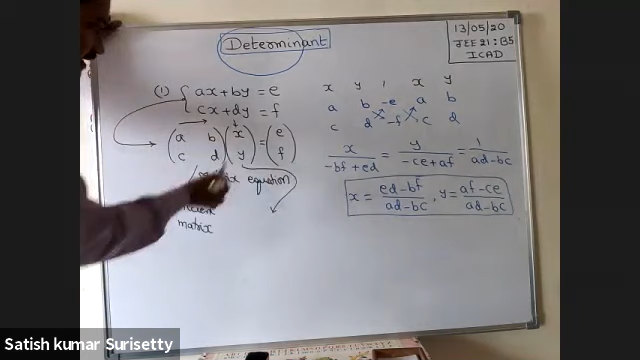 Determinant
13/05/20
JEE 21: B5
ICAD
(1) { ax+by = e
cx+dy = f
(a b
c d) (x
y) = (e
f)
equation
matrix
x y 1 x y
a b -e a b
c d -f c d
x/(-bf+ed) = y/(-ce+af) = 1/(ad-bc)
x = (ed-bf)/(ad-bc), y = (af-ce)/(ad-bc)
Satish kumar Surisetty